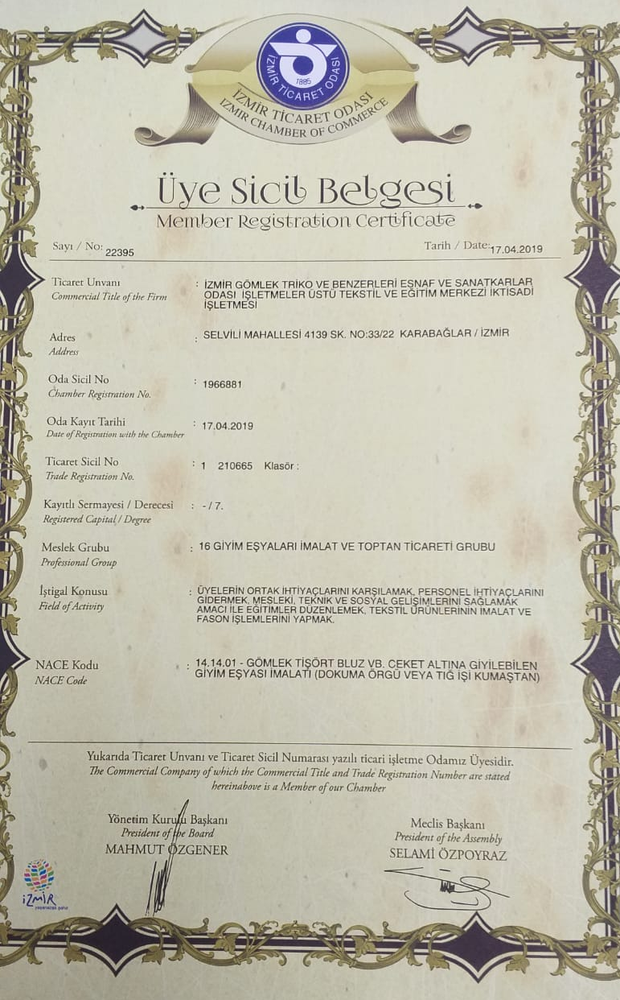 İZMİR TİCARET ODASI
1885
İZMİR TİCARET ODASI
IZMIR CHAMBER OF COMMERCE
Üye Sicil Belgesi
Member Registration Certificate
Sayı / No: 22395
Tarih / Date: 17.04.2019
Ticaret Unvanı : İZMİR GÖMLEK TRİKO VE BENZERLERİ ESNAF VE SANATKARLAR
Commercial Title of the Firm ODASI İŞLETMELER ÜSTÜ TEKSTİL VE EĞİTİM MERKEZİ İKTİSADİ
İŞLETMESİ
Adres : SELVİLİ MAHALLESİ 4139 SK. NO:33/22 KARABAĞLAR / İZMİR
Address
Oda Sicil No : 1966881
Chamber Registration No.
Oda Kayıt Tarihi : 17.04.2019
Date of Registration with the Chamber
Ticaret Sicil No : 1 210665 Klasör :
Trade Registration No.
Kayıtlı Sermayesi / Derecesi : - / 7.
Registered Capital / Degree
Meslek Grubu : 16 GİYİM EŞYALARI İMALAT VE TOPTAN TİCARETİ GRUBU
Professional Group
İştigal Konusu : ÜYELERİN ORTAK İHTİYAÇLARINI KARŞILAMAK, PERSONEL İHTİYAÇLARINI
Field of Activity GİDERMEK, MESLEKİ, TEKNİK VE SOSYAL GELİŞİMLERİNİ SAĞLAMAK
AMACI İLE EĞİTİMLER DÜZENLEMEK, TEKSTİL ÜRÜNLERİNİN İMALAT VE
FASON İŞLEMLERİNİ YAPMAK.
NACE Kodu : 14.14.01 - GÖMLEK TİŞÖRT BLUZ VB. CEKET ALTINA GİYİLEBİLEN
NACE Code GİYİM EŞYASI İMALATI (DOKUMA ÖRGÜ VEYA TIĞ İŞİ KUMAŞTAN)
Yukarıda Ticaret Unvanı ve Ticaret Sicil Numarası yazılı ticari işletme Odamız Üyesidir.
The Commercial Company of which the Commercial Title and Trade Registration Number are stated
hereinabove is a Member of our Chamber
Yönetim Kurulu Başkanı
President of the Board
MAHMUT ÖZGENER
Meclis Başkanı
President of the Assembly
SELAMİ ÖZPOYRAZ
İZMİR